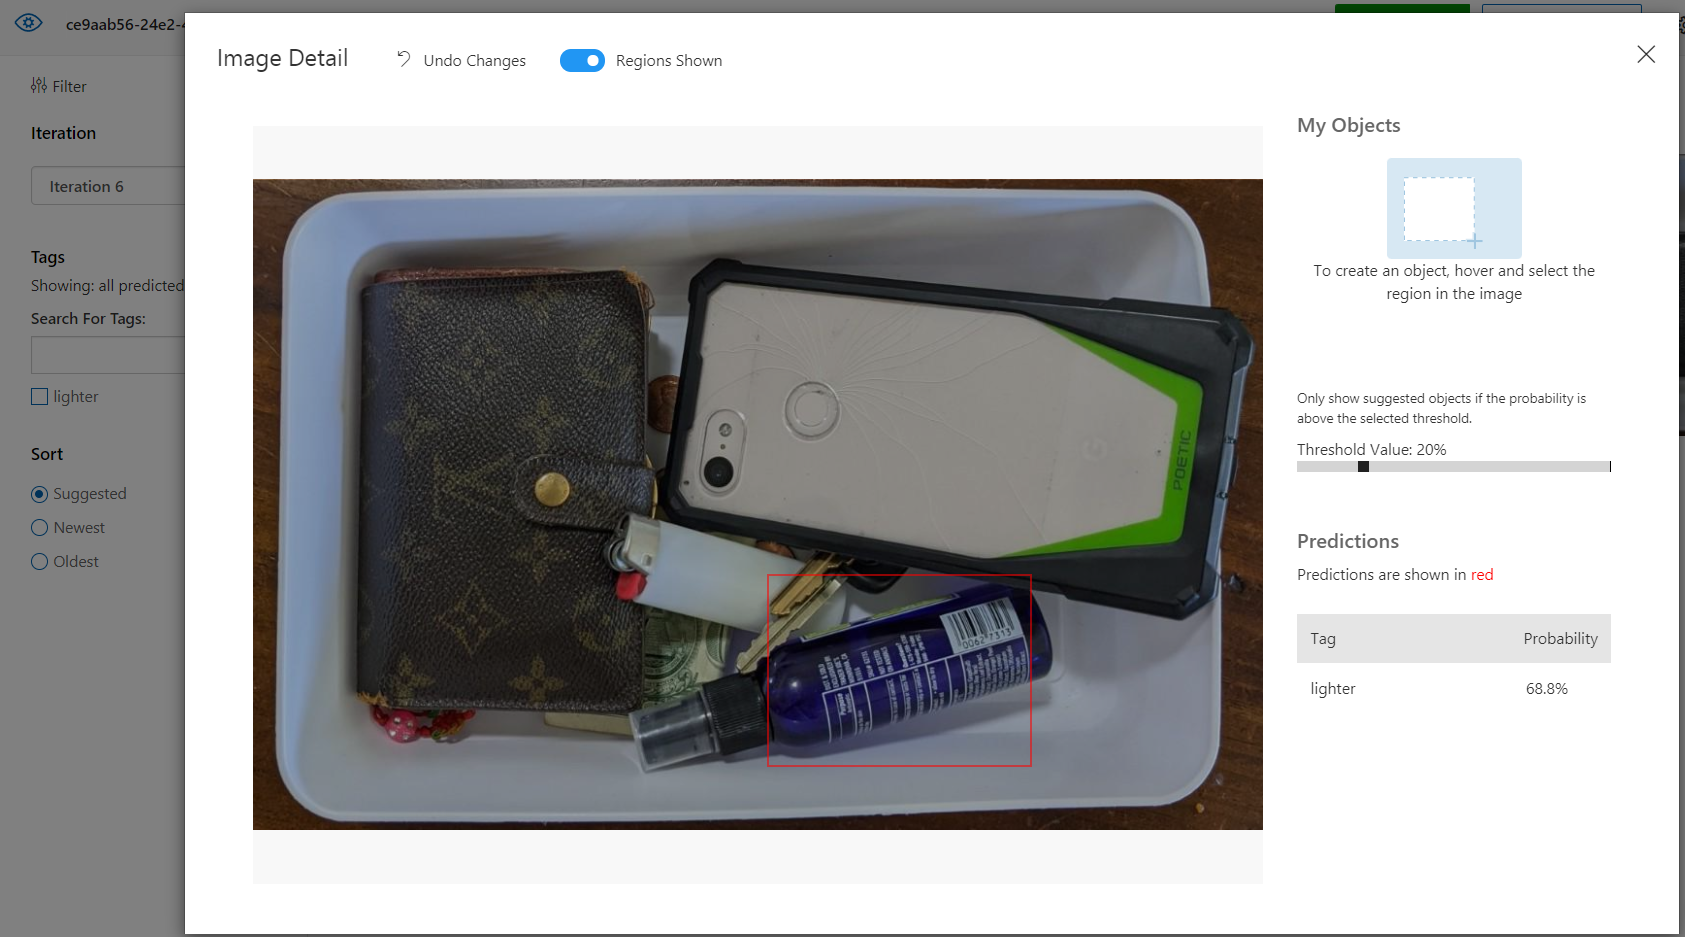 ce9aab56-24e2-4
Image Detail
Undo Changes
Regions Shown
Filter
Iteration
Iteration 6
Tags
Showing: all predicted
Search For Tags:
lighter
Sort
Suggested
Newest
Oldest
POETIC
0062 7313
My Objects
To create an object, hover and select the
region in the image
Only show suggested objects if the probability is
above the selected threshold.
Threshold Value: 20%
Predictions
Predictions are shown in red
Tag Probability
lighter 68.8%